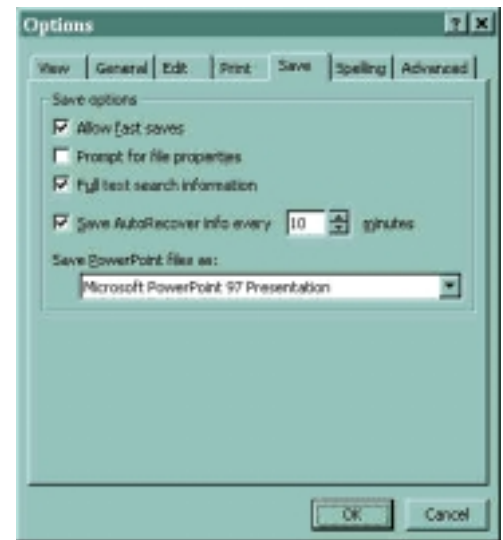 Options
View General Edit Print Save Spelling Advanced
Save options
Allow fast saves
Prompt for file properties
Full text search information
Save AutoRecover info every 10 minutes
Save PowerPoint files as:
Microsoft PowerPoint 97 Presentation
OK Cancel